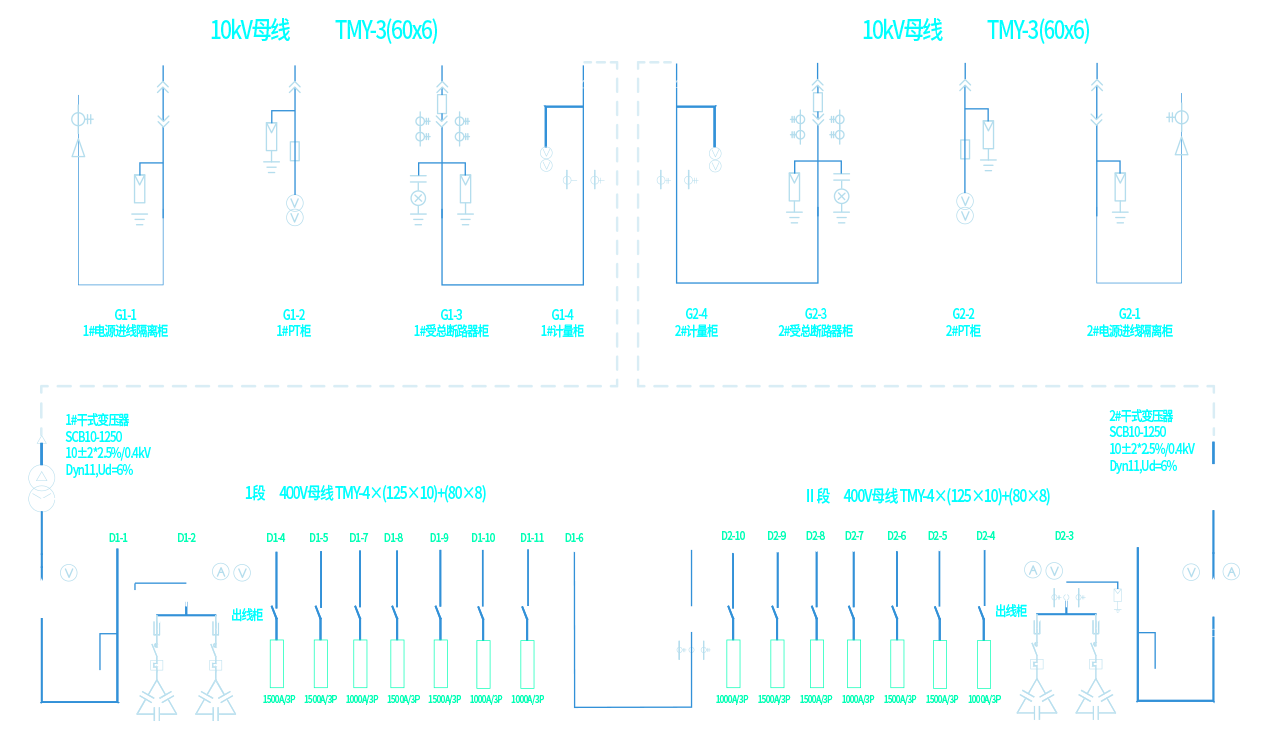 10kV母线 TMY-3(60x6) 10kV母线 TMY-3(60x6)
G1-1 G1-2 G1-3 G1-4 G2-4 G2-3 G2-2 G2-1
1#电源进线隔离柜 1#PT柜 1#受总断路器柜 1#计量柜 2#计量柜 2#受总断路器柜 2#PT柜 2#电源进线隔离柜
1#干式变压器
SCB10-1250
10±2*2.5%/0.4kV
Dyn11,Ud=6%
2#干式变压器
SCB10-1250
10±2*2.5%/0.4kV
Dyn11,Ud=6%
1段 400V母线 TMY-4×(125×10)+(80×8) II 段 400V母线 TMY-4×(125×10)+(80×8)
D1-1 D1-2 D1-4 D1-5 D1-7 D1-8 D1-9 D1-10 D1-11 D1-6 D2-10 D2-9 D2-8 D2-7 D2-6 D2-5 D2-4 D2-3
V A V A V V A
出线柜 出线柜
1500A/3P 1500A/3P 1000A/3P 1500A/3P 1500A/3P 1000A/3P 1000A/3P 1000A/3P 1500A/3P 1500A/3P 1000A/3P 1500A/3P 1500A/3P 1000A/3P